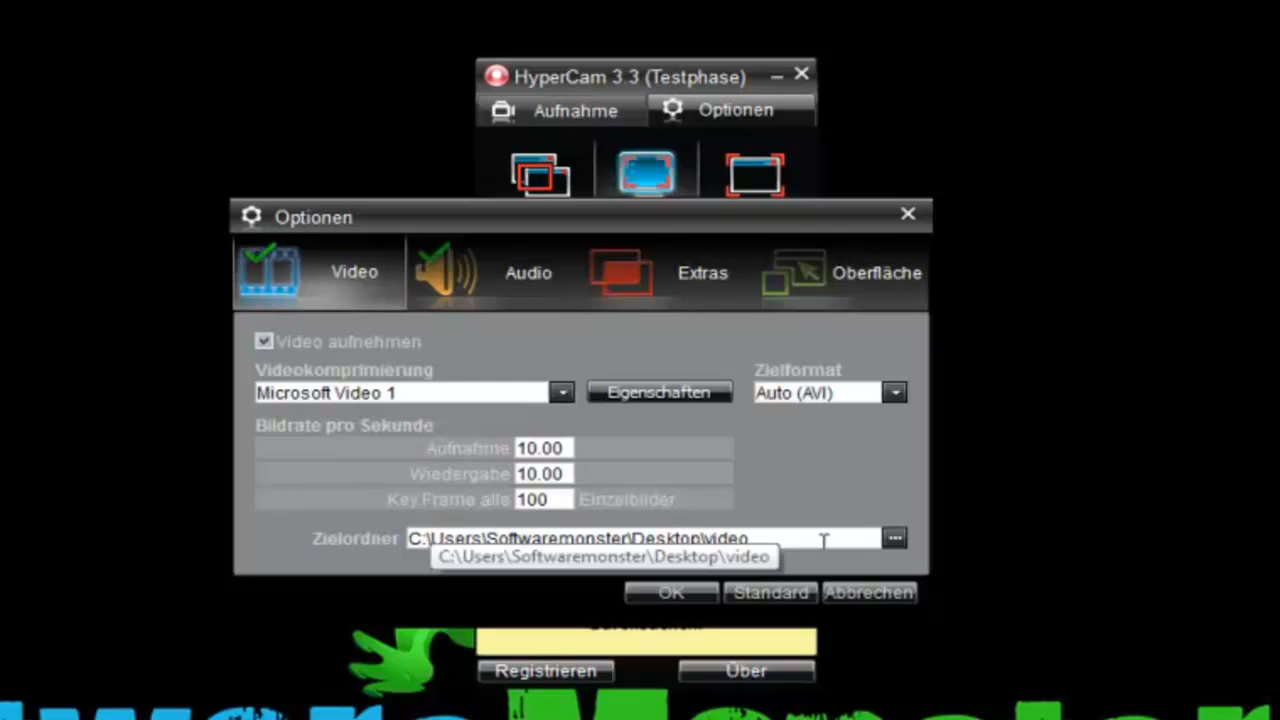 HyperCam 3.3 (Testphase)
Aufnahme Optionen
Optionen
Video Audio Extras Oberfläche
Video aufnehmen
Videokomprimierung Zielformat
Microsoft Video 1 Eigenschaften Auto (AVI)
Bildrate pro Sekunde
Aufnahme 10.00
Wiedergabe 10.00
Key Frame alle 100 Einzelbilder
Zielordner C:\Users\Softwaremonster\Desktop\video
C:\Users\Softwaremonster\Desktop\video
OK Standard Abbrechen
Registrieren Über